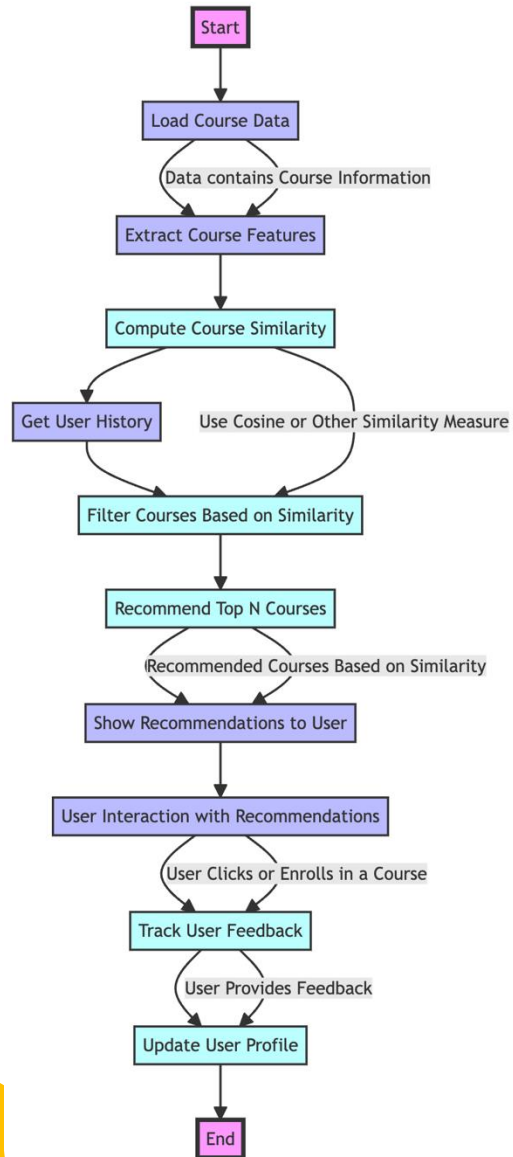 Start
Load Course Data
Data contains Course Information
Extract Course Features
Compute Course Similarity
Get User History
Use Cosine or Other Similarity Measure
Filter Courses Based on Similarity
Recommend Top N Courses
Recommended Courses Based on Similarity
Show Recommendations to User
User Interaction with Recommendations
User Clicks or Enrolls in a Course
Track User Feedback
User Provides Feedback
Update User Profile
End